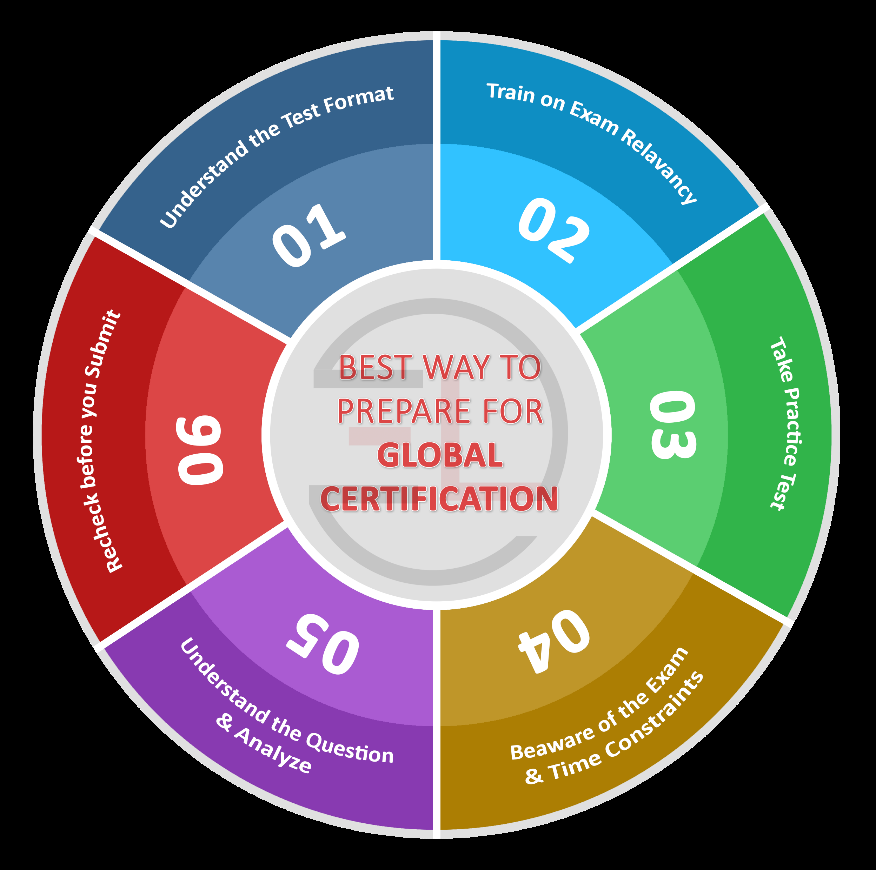 BEST WAY TO
PREPARE FOR
GLOBAL
CERTIFICATION
01
Understand the Test Format
02
Train on Exam Relavancy
03
Take Practice Test
04
Beaware of the Exam
& Time Constraints
05
Understand the Question
& Analyze
06
Recheck before you Submit